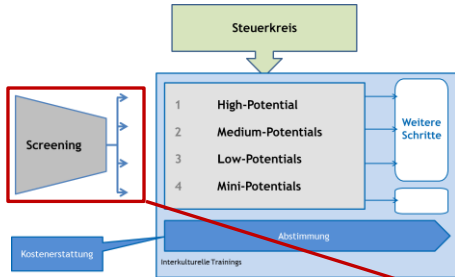 Steuerkreis
Screening
1 High-Potential
2 Medium-Potentials
3 Low-Potentials
4 Mini-Potentials
Weitere
Schritte
Abstimmung
Kostenerstattung
Interkulturelle Trainings